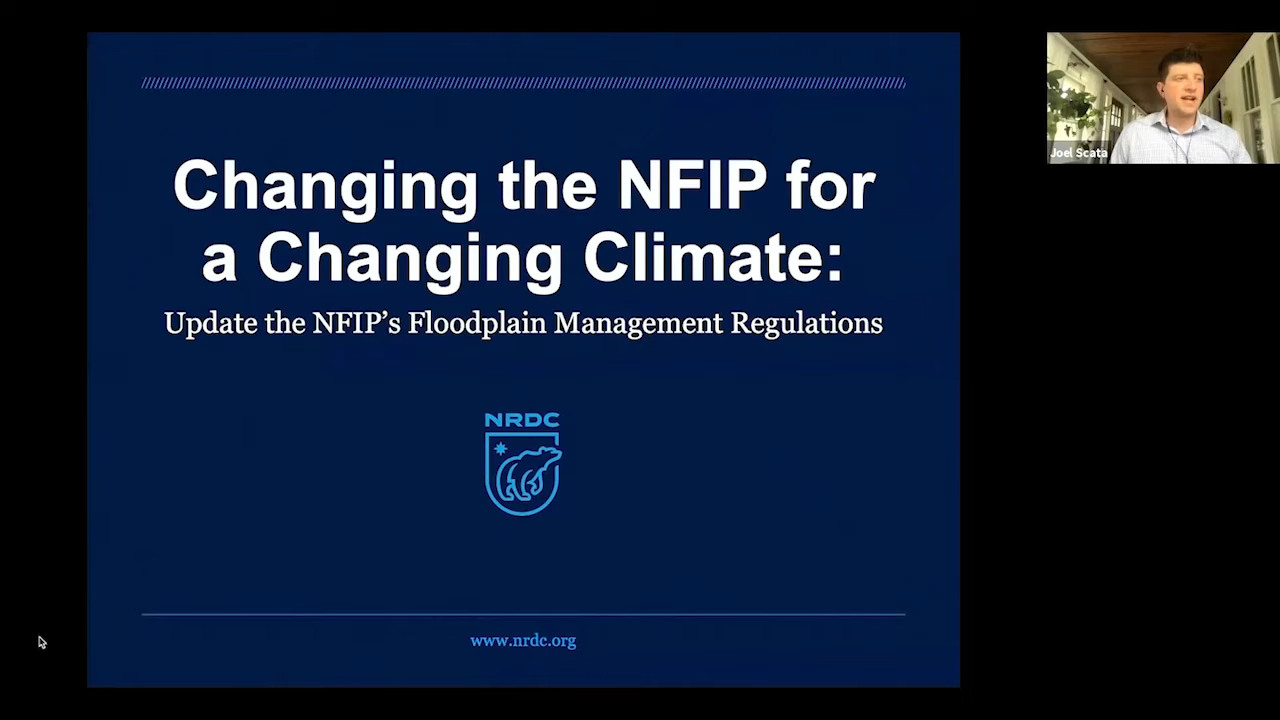 Changing the NFIP for
a Changing Climate:
Update the NFIP’s Floodplain Management Regulations
NRDC
www.nrdc.org
Joel Scata